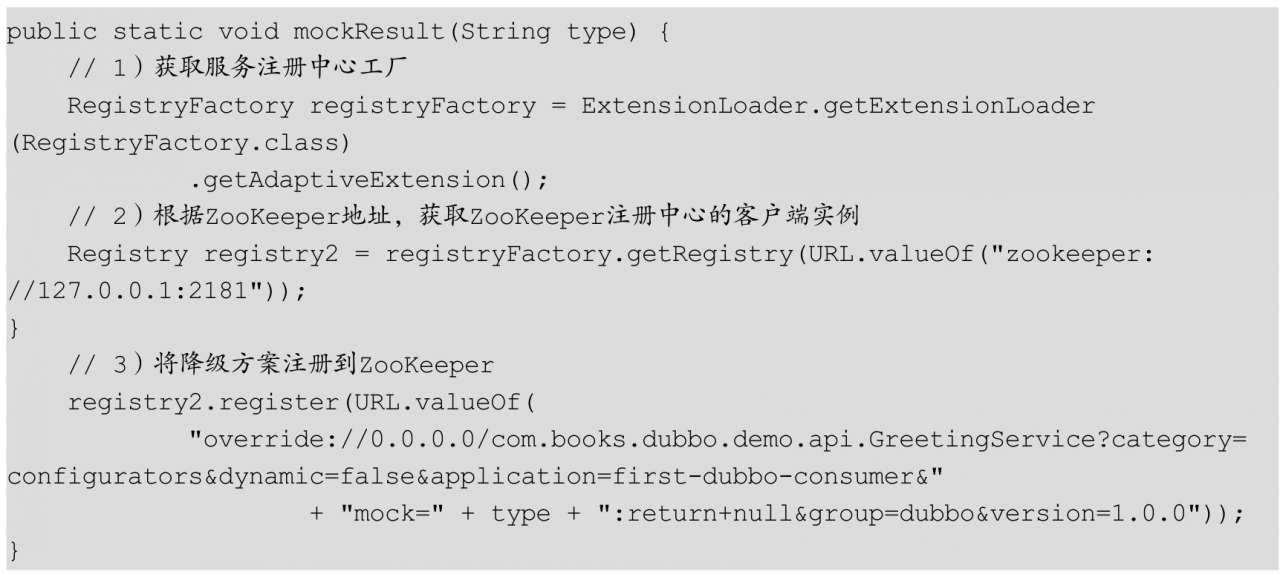 public static void mockResult(String type) {
    // 1）获取服务注册中心工厂
    RegistryFactory registryFactory = ExtensionLoader.getExtensionLoader
(RegistryFactory.class)
            .getAdaptiveExtension();
    // 2）根据ZooKeeper地址，获取ZooKeeper注册中心的客户端实例
    Registry registry2 = registryFactory.getRegistry(URL.valueOf("zookeeper:
//127.0.0.1:2181"));
}
    // 3）将降级方案注册到ZooKeeper
    registry2.register(URL.valueOf(
            "override://0.0.0.0/com.books.dubbo.demo.api.GreetingService?category=
configurators&dynamic=false&application=first-dubbo-consumer&"
                    + "mock=" + type + ":return+null&group=dubbo&version=1.0.0"));
}